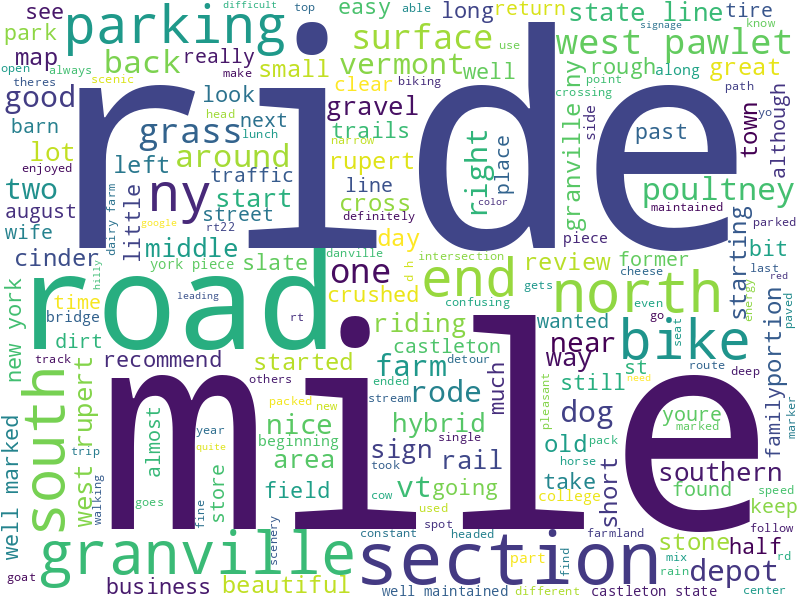 difficult
top
able
easy
long
return
signage
know
see
park
parking
state line
tire
map
back
really
surface
use
west pawlet
open
always
theres
scenic
make
small
vermont
biking
well
rough
along
great
good
look
head
clear
gravel
point
crossing
path
yo
barn
grass
next
lunch
ride
trails
narrow
granville ny
side
past
town
although
enjoyed
lot
left
around
rupert
right
place
maintained
two
ny
traffic
line
cross
poultney
august
little
dairy farm
start
street
rt22
google
definitely
color
piece
parked
wife
middle
day
danville
intersection
starting
bit
cinder
york piece
slate
one
review
former
hilly
time
leading
crushed
d h
end
gets
cheese
last
red
new york
bridge
road
rt
confusing
north
even
go
energy
paved
dirt
riding
wanted
bike
track
recommend
started
castleton
detour
near
way
seat
route
deep
south
others
farm
ended
stream
mile
st
family
portion
marker
west rupert
packed
new
rode
much
still
pleasant
need
well marked
trip
almost
year
nice
hybrid
single
dog
pack
youre
marked
quite
beginning
sign
rail
old
southern
walking
goes
store
area
took
horse
short
fine
field
cow
vt
going
take
found
speed
keep
used
college
follow
scenery
constant
spot
headed
farmland
stone
half
mix
rd
goat
granville
section
part
find
rain
depot
business
beautiful
well maintained
different
castleton state
center